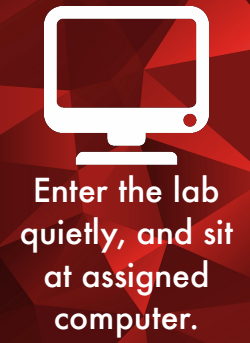 Enter the lab
quietly, and sit
at assigned
computer.